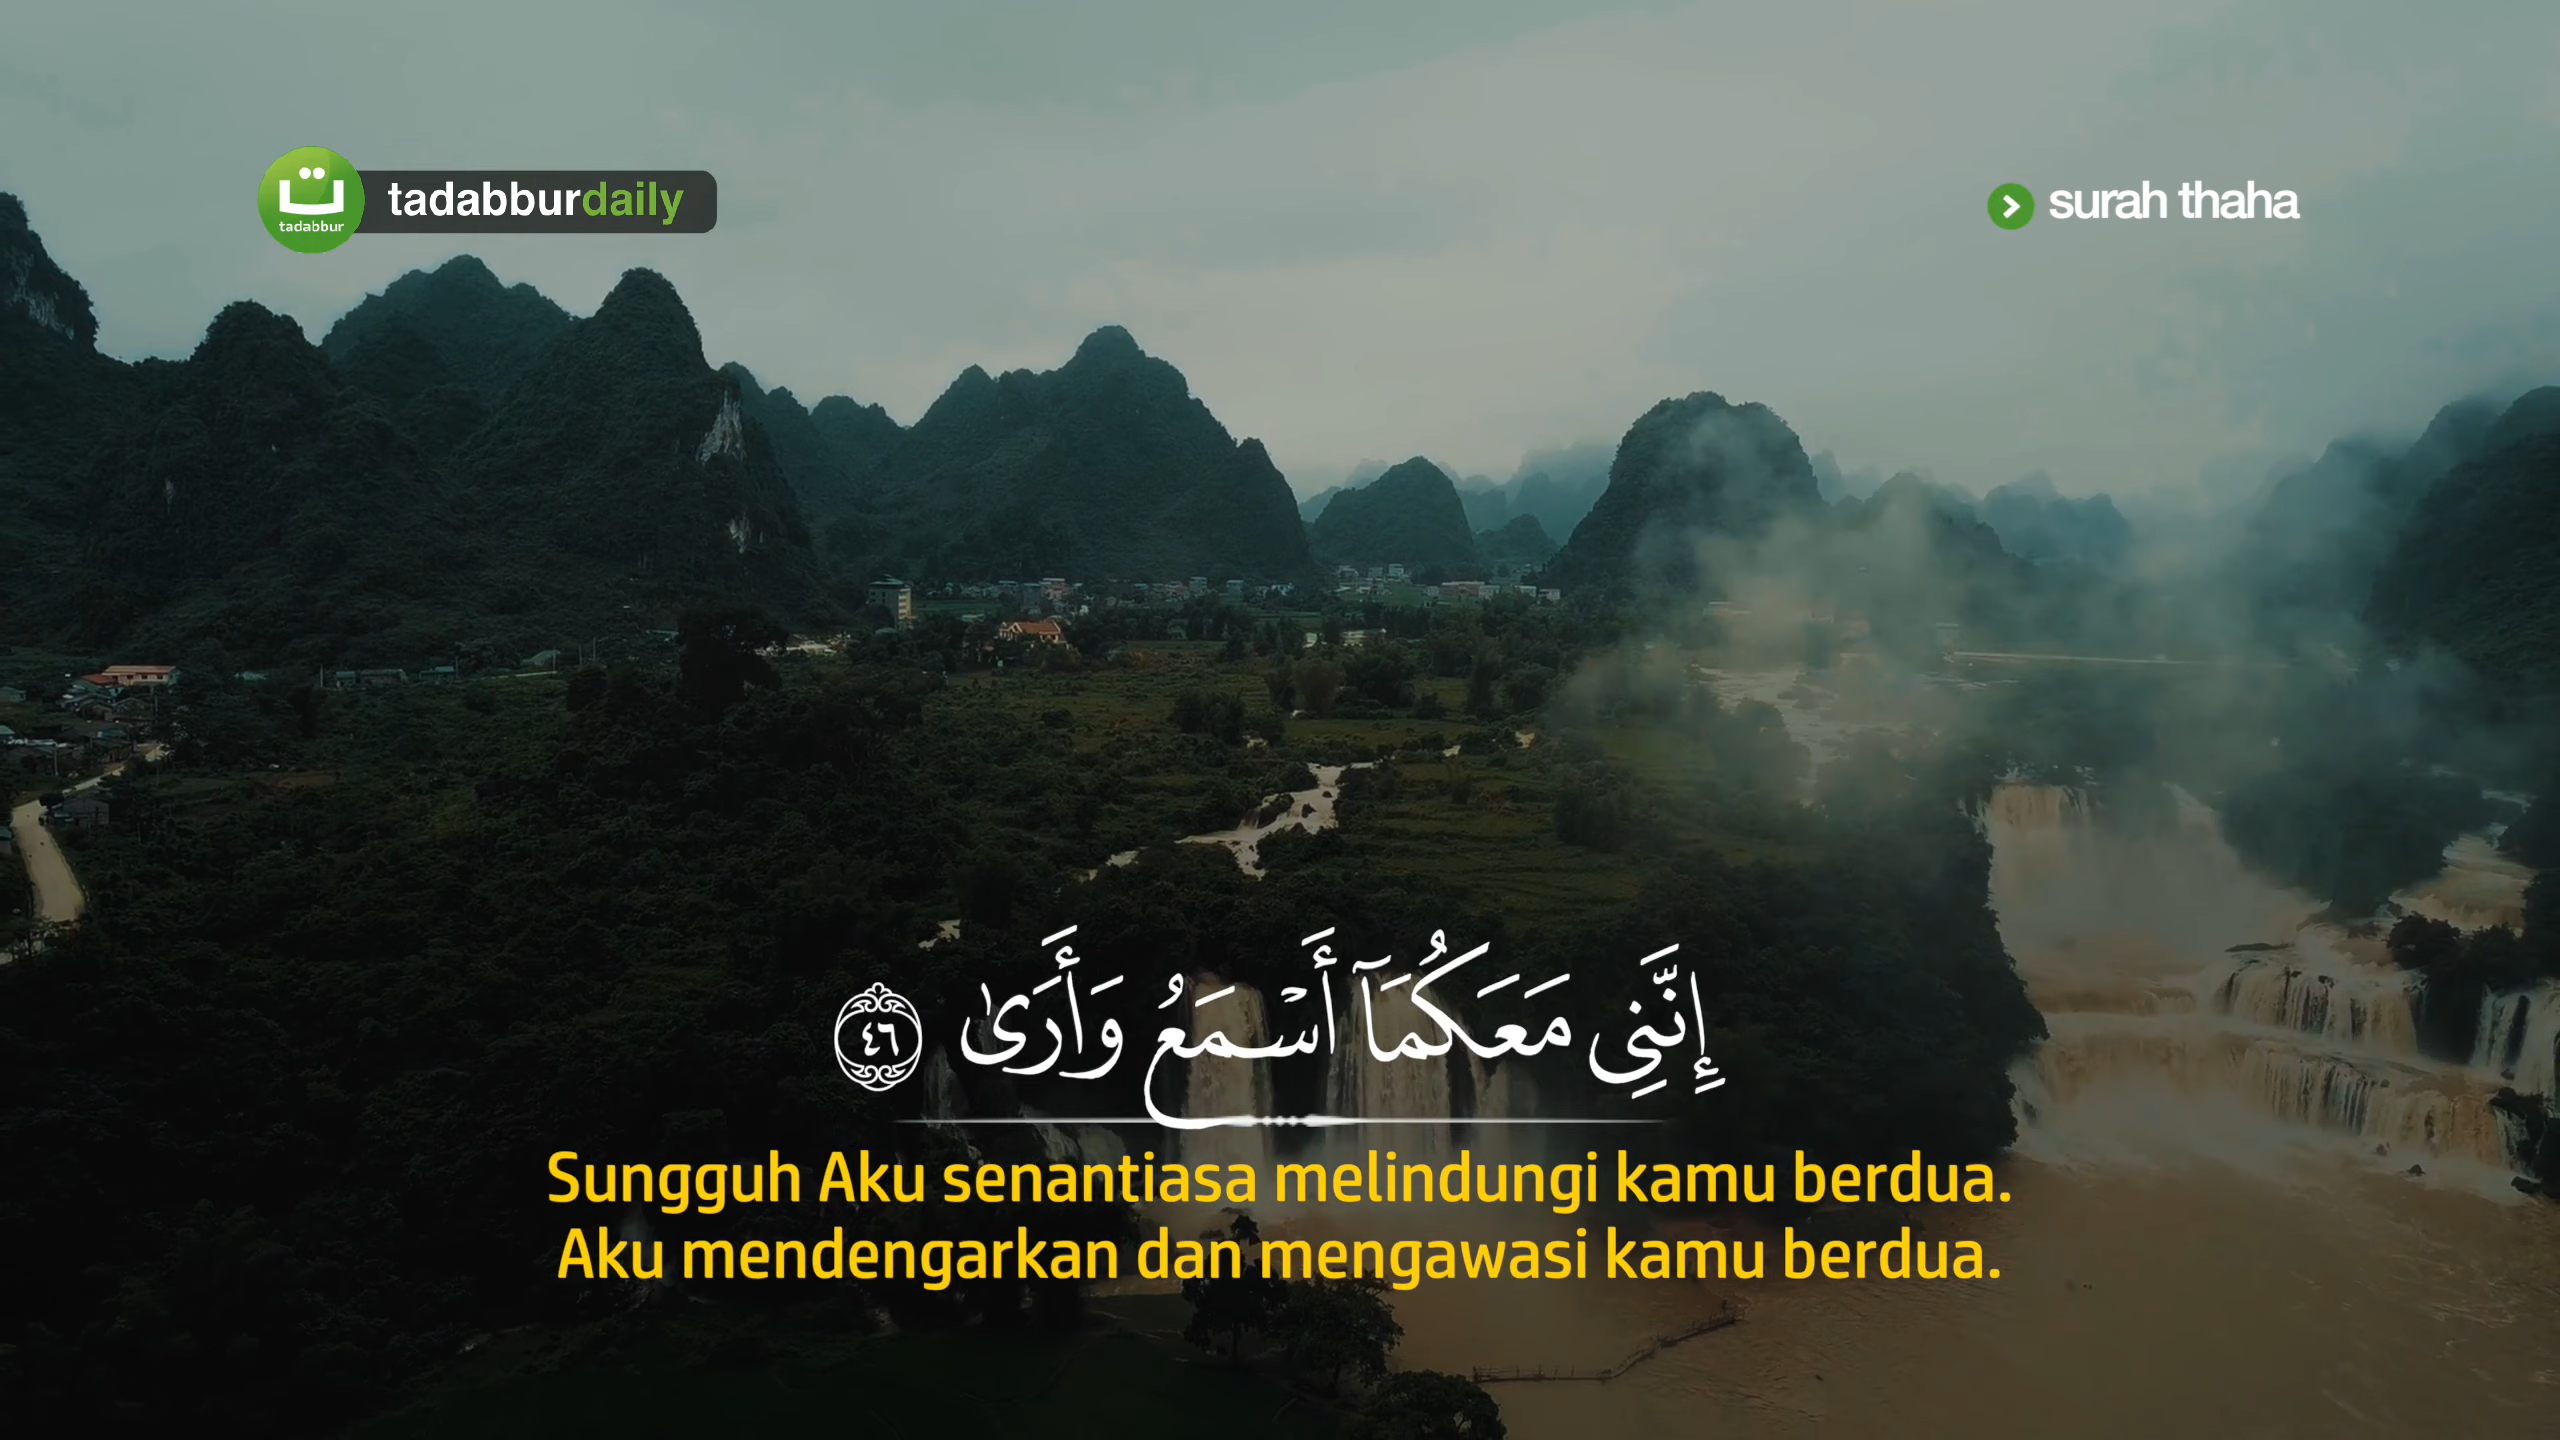 ت
tadabbur
tadabburdaily
surah thaha
إِنَّنِي مَعَكُمَآ أَسْمَعُ وَأَرَىٰ ٤٦
Sungguh Aku senantiasa melindungi kamu berdua.
Aku mendengarkan dan mengawasi kamu berdua.